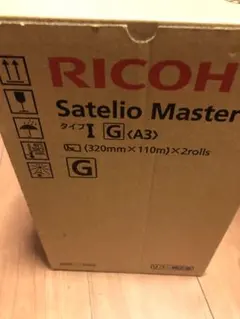 RICOH
Satelio Master
タイプ I G〈A3〉
(320mm×110m)×2rolls
G